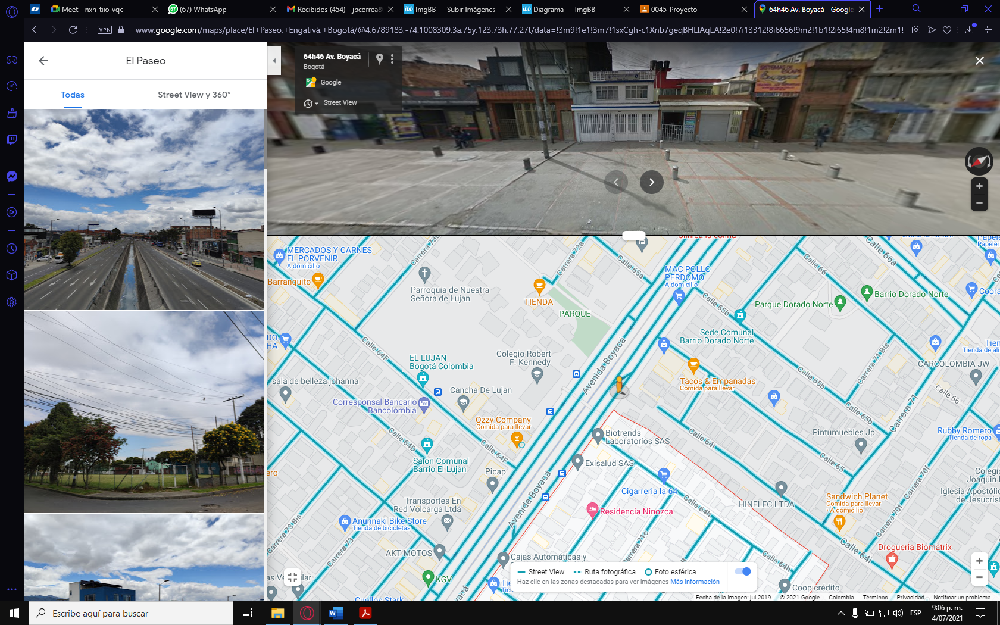 Meet - nxh-tiio-vqc
(67) WhatsApp
Recibidos (454) - jpcorrea8
ImgBB — Subir Imágenes -
Diagrama — ImgBB
0045-Proyecto
64h46 Av. Boyacá - Google
VPN
www.google.com/maps/place/El+Paseo,+Engativá,+Bogotá/@4.6789183,-74.1008309,3a,75y,123.73h,77.27t/data=!3m9!1e1!3m7!1sxCgh-c1Xnb7geqBHLIAqLA!2e0!7i13312!8i6656!9m2!1b1!2i65!4m8!1m2!2m1!
El Paseo
Todas
Street View y 360°
64h46 Av. Boyacá
Bogotá
Google
Street View
MERCADOS Y CARNES
EL PORVENIR
A domicilio
Carrera 73a
Carrera 72a
Calle 65a
Clínica la colina
MAC POLLO
PERDOMO
A domicilio
Calle 66a
Calle 66
Papeler
Papeler
Barranquito
Parroquia de Nuestra
Señora de Lujan
TIENDA
PARQUE
Parque Dorado Norte
Barrio Dorado Norte
Coora
Calle 65b
Sede Comunal
Barrio Dorado Norte
DO
HA
Calle 64F
EL LUJAN
Bogotá Colombia
Colegio Robert
F. Kennedy
Avenida Boyacá
Carrera 71 Bis
Tiena
Tienda de ali
CARCOLOMBIA JW
sala de belleza johanna
Cancha De Lujan
Tacos & Empanadas
Comida para llevar
Calle 65b
Calle 66
Corresponsal Bancario
Bancolombia
Ozzy Company
Comida para llevar
Calle 65b
Carrera 71
Biotrends
Laboratorios SAS
Pintumuebles Jp
Rubby Romero
Tienda de ropa
Calle 64D
Calle 64F
Calle 64i
Calle 65
Salon Comunal
Barrio El Lujan
Exisalud SAS
Picap
ero
Avenida Boyacá
Cigarreria la 64
Carrera 70f
Colegio
Joaquin
Iglesia Apostólic
de Jesucrist
Sandwich Planet
Comida para llevar
• A domicilio
HINELEC LTDA
Transportes En
Red Volcarga Ltda
Residencia Ninozca
Calle 64h
Anunnaki Bike Store
Tienda de bicicletas
Carrera 73 Bis
Carrera 73
Carrera 71c
Carrera 70f
Calle 64i
Drogueria Biomatrix
AKT MOTOS
Cajas Automáticas y
Calle 64h
KGV
Coopicrédito
Street View
Ruta fotográfica
Foto esférica
Haz clic en las zonas destacadas para ver imágenes Más información
Fecha de la imagen: jul 2019
© 2021 Google
Colombia
Términos
Privacidad
Notificar un problema
Escribe aquí para buscar
ESP
9:06 p. m.
4/07/2021